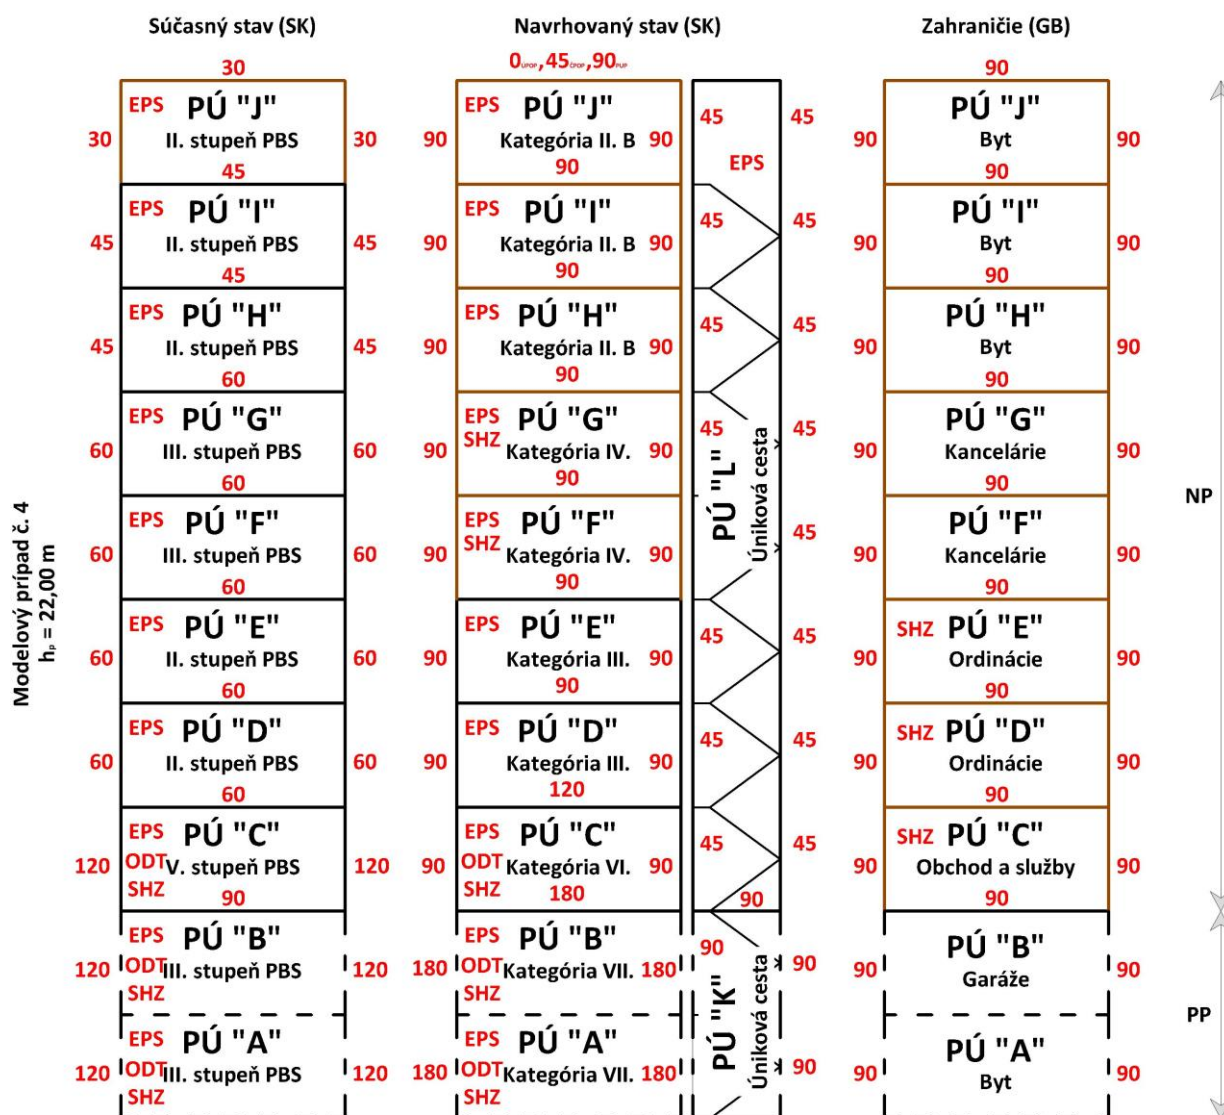 Súčasný stav (SK)
Navrhovaný stav (SK)
Zahraničie (GB)
30
0ÚPOP, 45ČPOP, 90PUP
90
EPS PÚ "J"
30 II. stupeň PBS 30
45
EPS PÚ "J"
90 Kategória II. B 90
90
45 45
EPS
PÚ "J"
90 Byt 90
90
EPS PÚ "I"
45 II. stupeň PBS 45
45
EPS PÚ "I"
90 Kategória II. B 90
90
45 45
PÚ "I"
90 Byt 90
90
EPS PÚ "H"
45 II. stupeň PBS 45
60
EPS PÚ "H"
90 Kategória II. B 90
90
45 45
PÚ "H"
90 Byt 90
90
EPS PÚ "G"
60 III. stupeň PBS 60
60
EPS PÚ "G"
SHZ
90 Kategória IV. 90
90
45 45
PÚ "G"
90 Kancelárie 90
90
EPS PÚ "F"
60 III. stupeň PBS 60
60
EPS PÚ "F"
SHZ
90 Kategória IV. 90
90
PÚ "L"
Úniková cesta
45
PÚ "F"
90 Kancelárie 90
90
EPS PÚ "E"
60 II. stupeň PBS 60
60
EPS PÚ "E"
90 Kategória III. 90
90
45 45
SHZ PÚ "E"
90 Ordinácie 90
90
EPS PÚ "D"
60 II. stupeň PBS 60
60
EPS PÚ "D"
90 Kategória III. 90
120
45 45
SHZ PÚ "D"
90 Ordinácie 90
90
EPS PÚ "C"
120 ODT V. stupeň PBS 120
SHZ 90
EPS PÚ "C"
90 ODT Kategória VI. 90
SHZ 180
45 45
90
SHZ PÚ "C"
90 Obchod a služby 90
90
EPS PÚ "B"
120 ODT III. stupeň PBS 120
SHZ
EPS PÚ "B"
180 ODT Kategória VII. 180
SHZ
90 90
PÚ "K"
Úniková cesta
PÚ "B"
90 Garáže 90
EPS PÚ "A"
120 ODT III. stupeň PBS 120
SHZ
EPS PÚ "A"
180 ODT Kategória VII. 180
SHZ
90
PÚ "A"
90 Byt 90
Modelový prípad č. 4
hₚ = 22,00 m
NP
PP